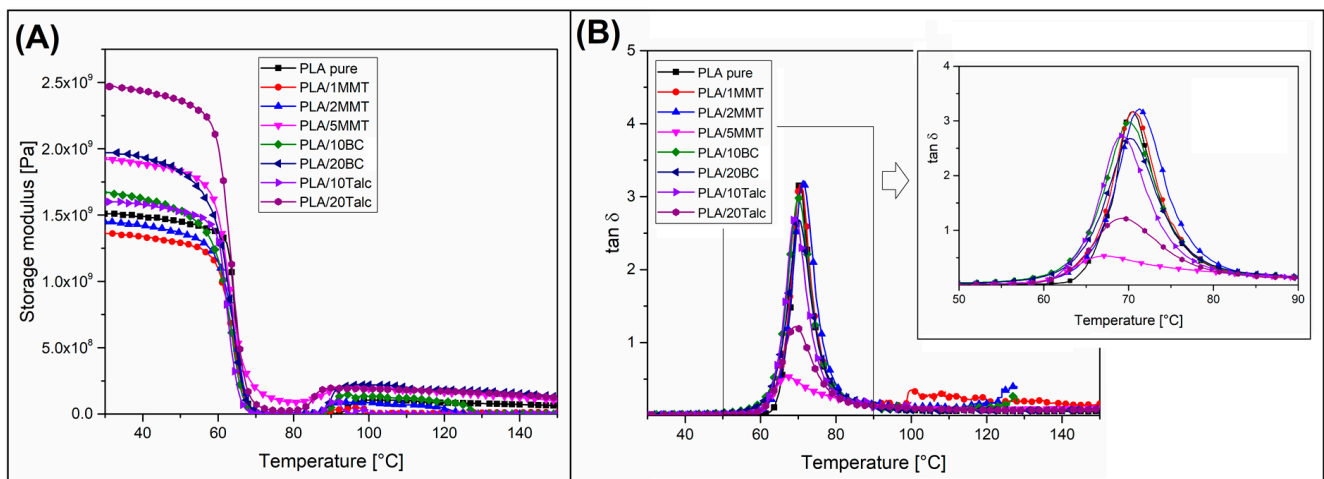 (A)
Storage modulus [Pa]
2.5x10⁹
2.0x10⁹
1.5x10⁹
1.0x10⁹
5.0x10⁸
0.0
40 60 80 100 120 140
Temperature [°C]
PLA pure
PLA/1MMT
PLA/2MMT
PLA/5MMT
PLA/10BC
PLA/20BC
PLA/10Talc
PLA/20Talc
(B)
tan δ
5
4
3
2
1
40 60 80 100 120 140
Temperature [°C]
PLA pure
PLA/1MMT
PLA/2MMT
PLA/5MMT
PLA/10BC
PLA/20BC
PLA/10Talc
PLA/20Talc
tan δ
4
3
2
1
50 60 70 80 90
Temperature [°C]